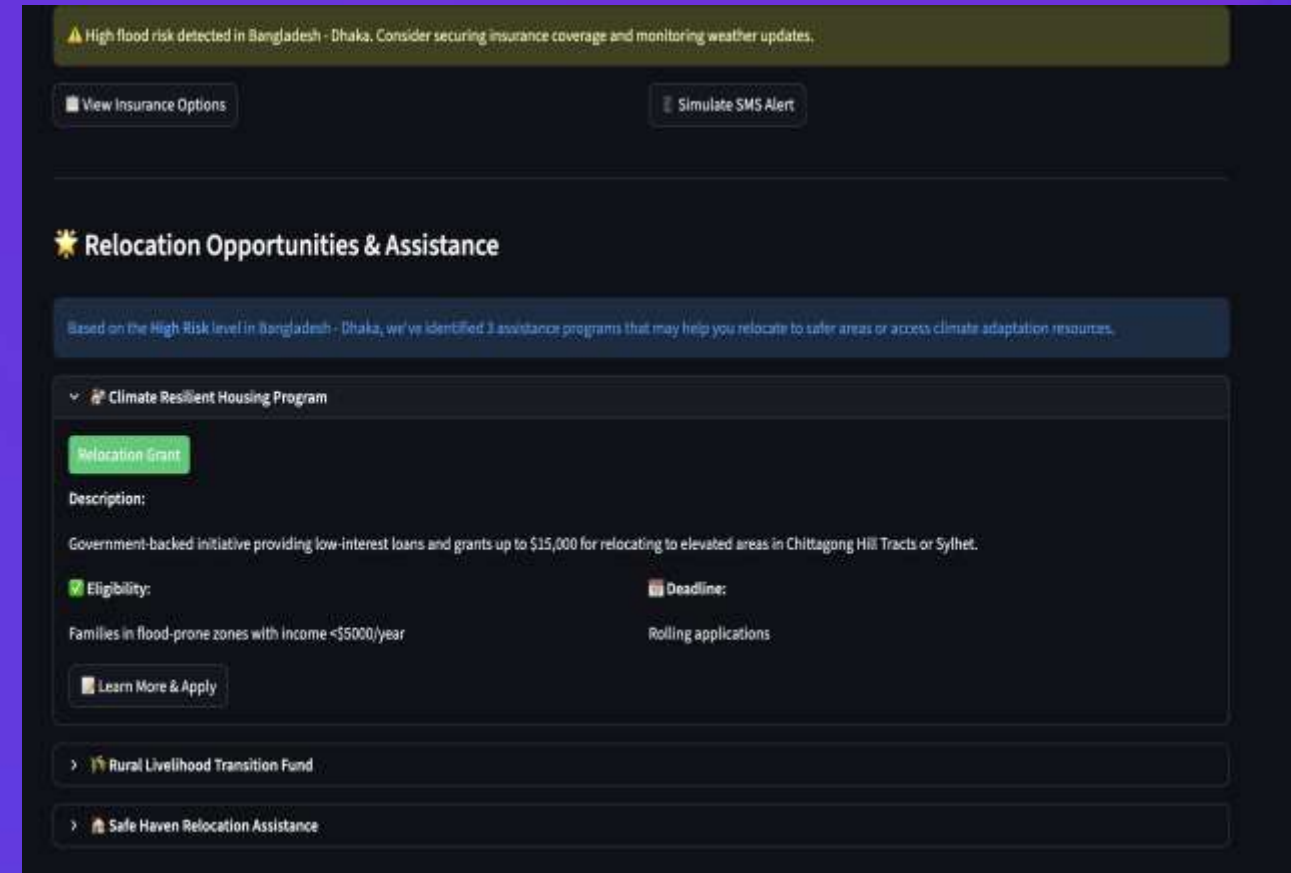 ⚠️ High flood risk detected in Bangladesh - Dhaka. Consider securing insurance coverage and monitoring weather updates.
View Insurance Options
Simulate SMS Alert
Relocation Opportunities & Assistance
Based on the High Risk level in Bangladesh - Dhaka, we've identified 3 assistance programs that may help you relocate to safer areas or access climate adaptation resources.
Climate Resilient Housing Program
Relocation Grant
Description:
Government-backed initiative providing low-interest loans and grants up to $15,000 for relocating to elevated areas in Chittagong Hill Tracts or Sylhet.
Eligibility:
Deadline:
Families in flood-prone zones with income <$5000/year
Rolling applications
Learn More & Apply
Rural Livelihood Transition Fund
Safe Haven Relocation Assistance